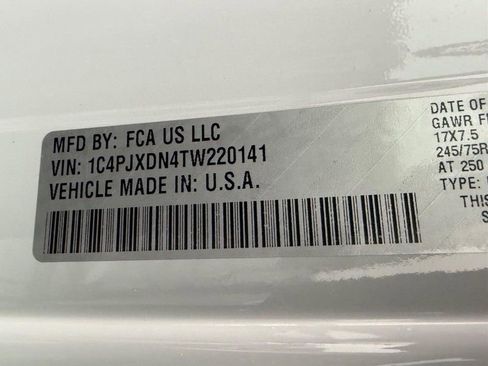 MFD BY: FCA US LLC
VIN: 1C4PJXDN4TW220141
VEHICLE MADE IN: U.S.A.
DATE OF
GAWR F
17X7.5
245/75R
AT 250
TYPE:
THIS
S